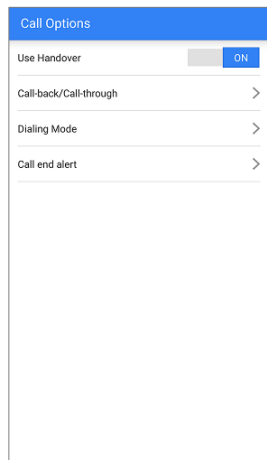 Call Options
Use Handover ON
Call-back/Call-through
Dialing Mode
Call end alert